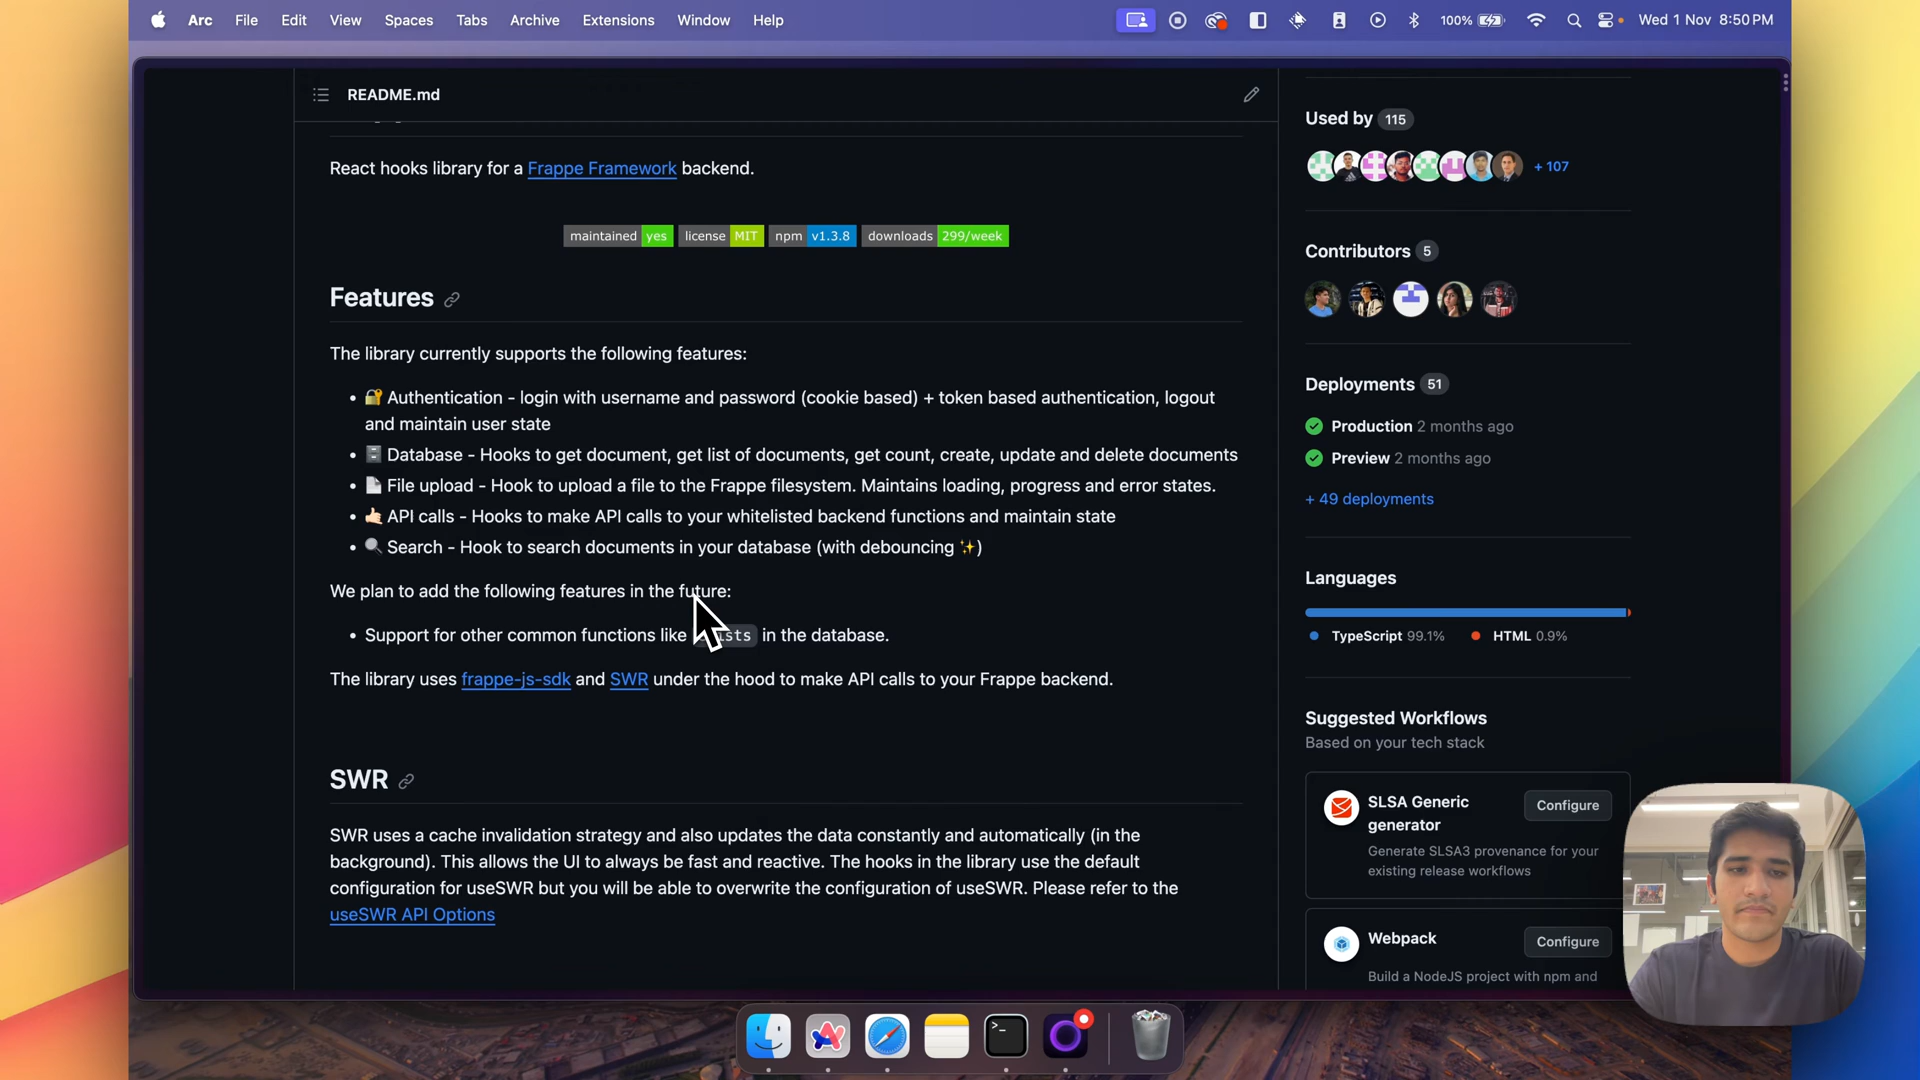 Arc File Edit View Spaces Tabs Archive Extensions Window Help 100% Wed 1 Nov 8:50 PM
README.md
React hooks library for a Frappe Framework backend.
maintained yes license MIT npm v1.3.8 downloads 299/week
Features
The library currently supports the following features:
• 🔐 Authentication - login with username and password (cookie based) + token based authentication, logout
and maintain user state
• 🗄 Database - Hooks to get document, get list of documents, get count, create, update and delete documents
• 📄 File upload - Hook to upload a file to the Frappe filesystem. Maintains loading, progress and error states.
• 🤙🏻 API calls - Hooks to make API calls to your whitelisted backend functions and maintain state
• 🔍 Search - Hook to search documents in your database (with debouncing ✨)
We plan to add the following features in the future:
• Support for other common functions like in the database.
The library uses frappe-js-sdk and SWR under the hood to make API calls to your Frappe backend.
SWR
SWR uses a cache invalidation strategy and also updates the data constantly and automatically (in the
background). This allows the UI to always be fast and reactive. The hooks in the library use the default
configuration for useSWR but you will be able to overwrite the configuration of useSWR. Please refer to the
useSWR API Options
Used by 115
+ 107
Contributors 5
Deployments 51
Production 2 months ago
Preview 2 months ago
+ 49 deployments
Languages
TypeScript 99.1% HTML 0.9%
Suggested Workflows
Based on your tech stack
SLSA Generic
generator
Configure
Generate SLSA3 provenance for your
existing release workflows
Webpack
Configure
Build a NodeJS project with npm and